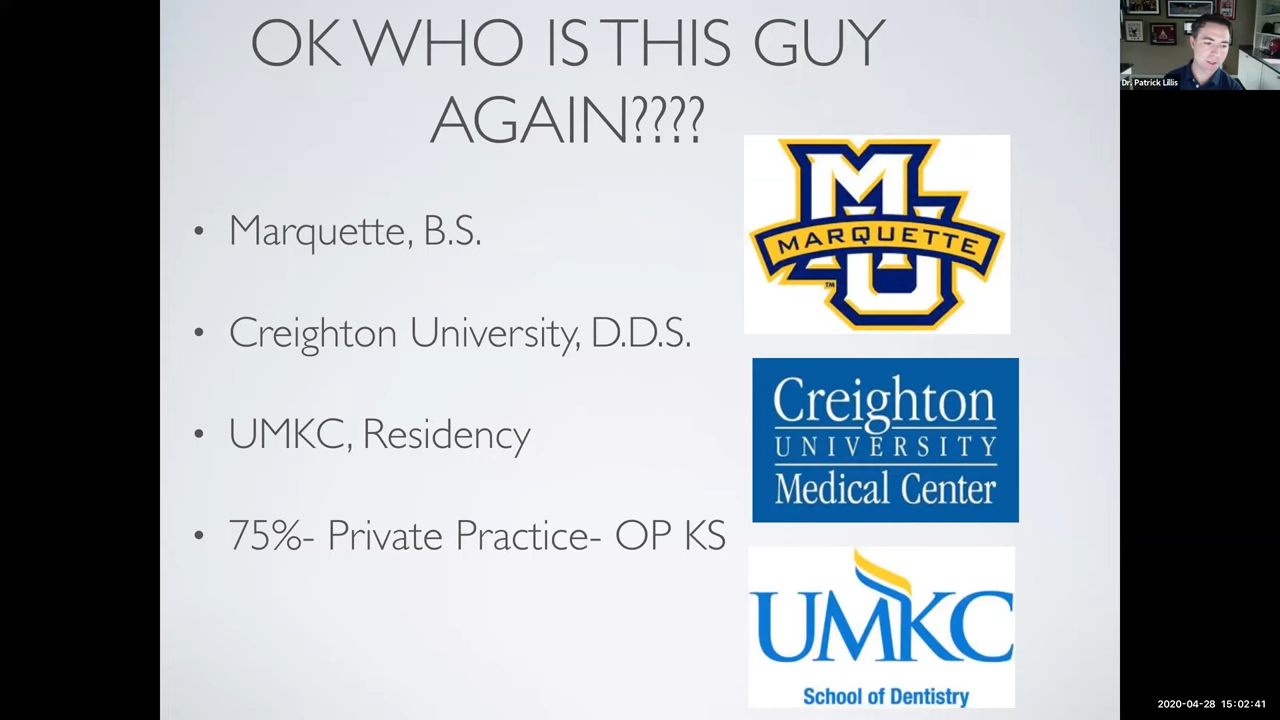 OK WHO IS THIS GUY
AGAIN????
• Marquette, B.S.
• Creighton University, D.D.S.
• UMKC, Residency
• 75%- Private Practice- OP KS
MU
MARQUETTE
™
Creighton
UNIVERSITY
Medical Center
UMKC
School of Dentistry
Dr. Patrick Lillis
2020-04-28 15:02:41